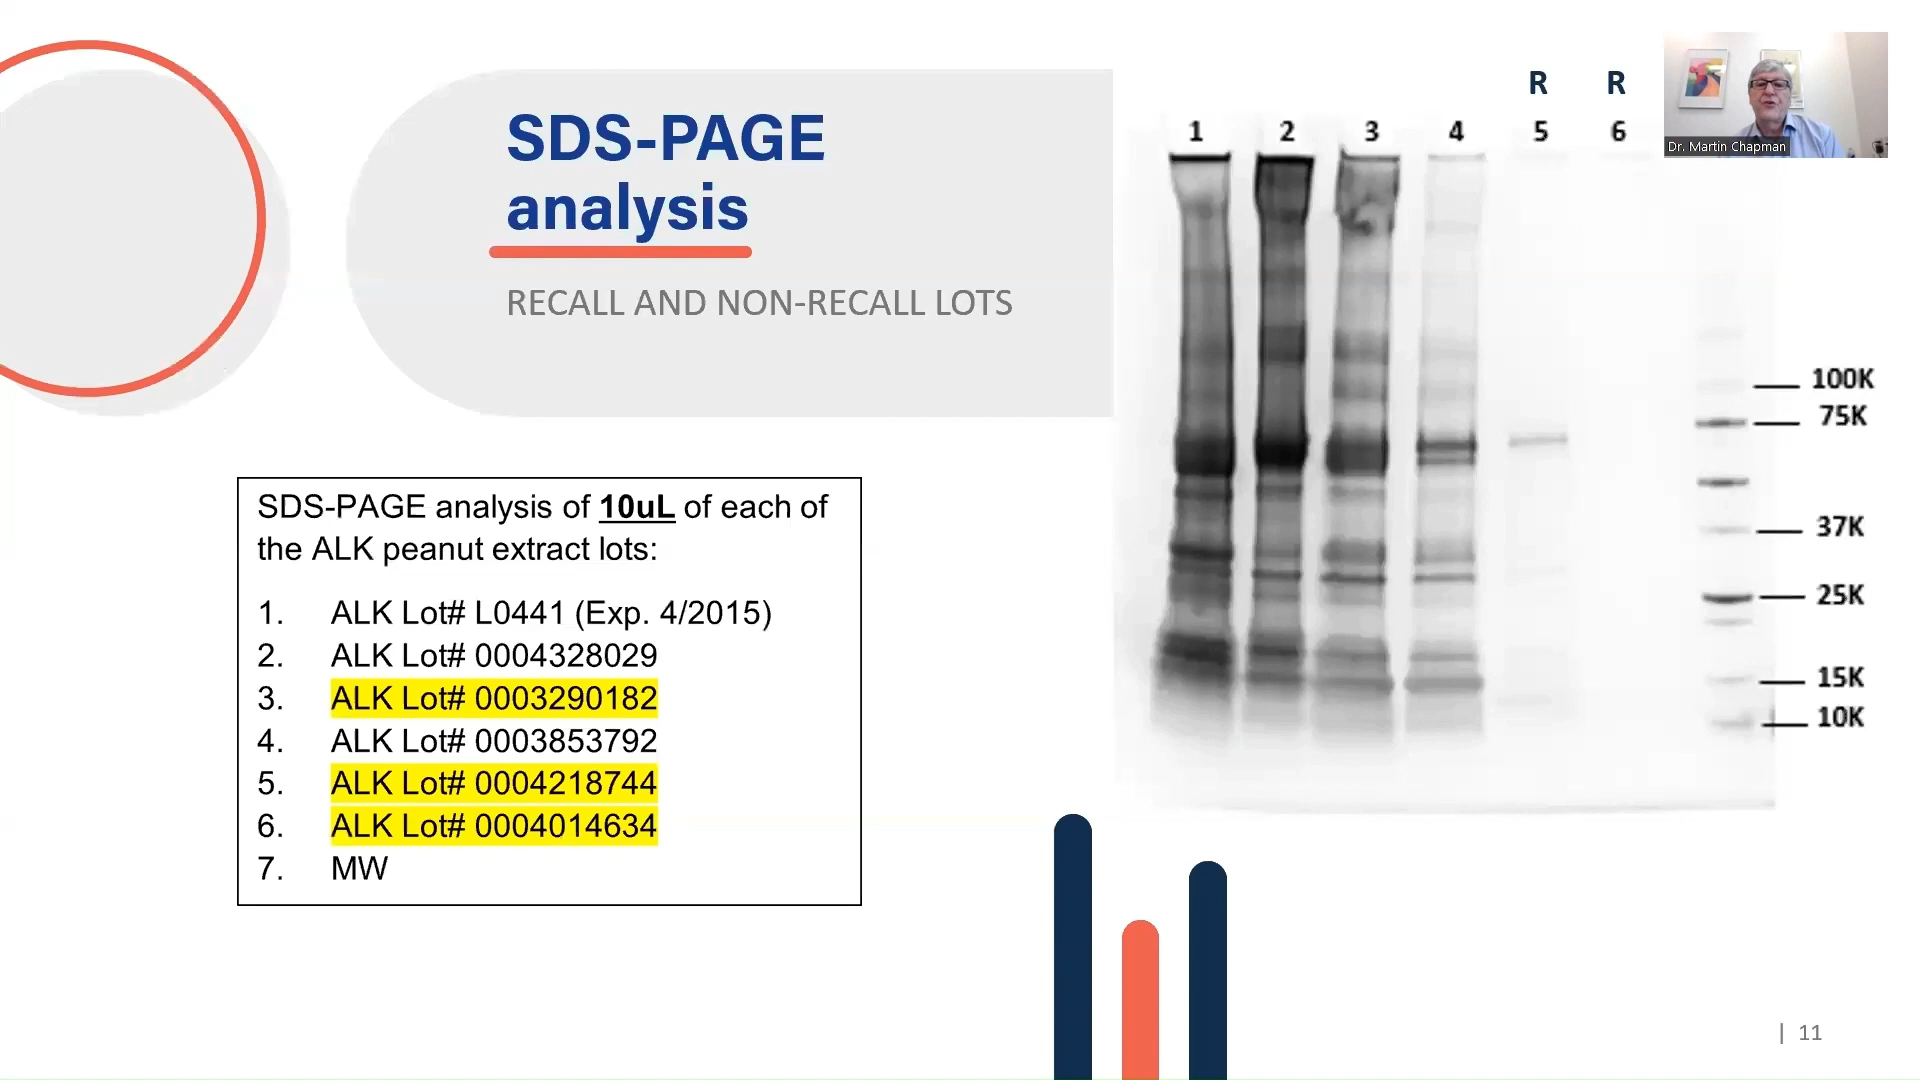 SDS-PAGE
analysis
RECALL AND NON-RECALL LOTS
SDS-PAGE analysis of 10uL of each of
the ALK peanut extract lots:
1. ALK Lot# L0441 (Exp. 4/2015)
2. ALK Lot# 0004328029
3. ALK Lot# 0003290182
4. ALK Lot# 0003853792
5. ALK Lot# 0004218744
6. ALK Lot# 0004014634
7. MW
R R
1 2 3 4 5 6
100K
75K
37K
25K
15K
10K
Dr. Martin Chapman
| 11